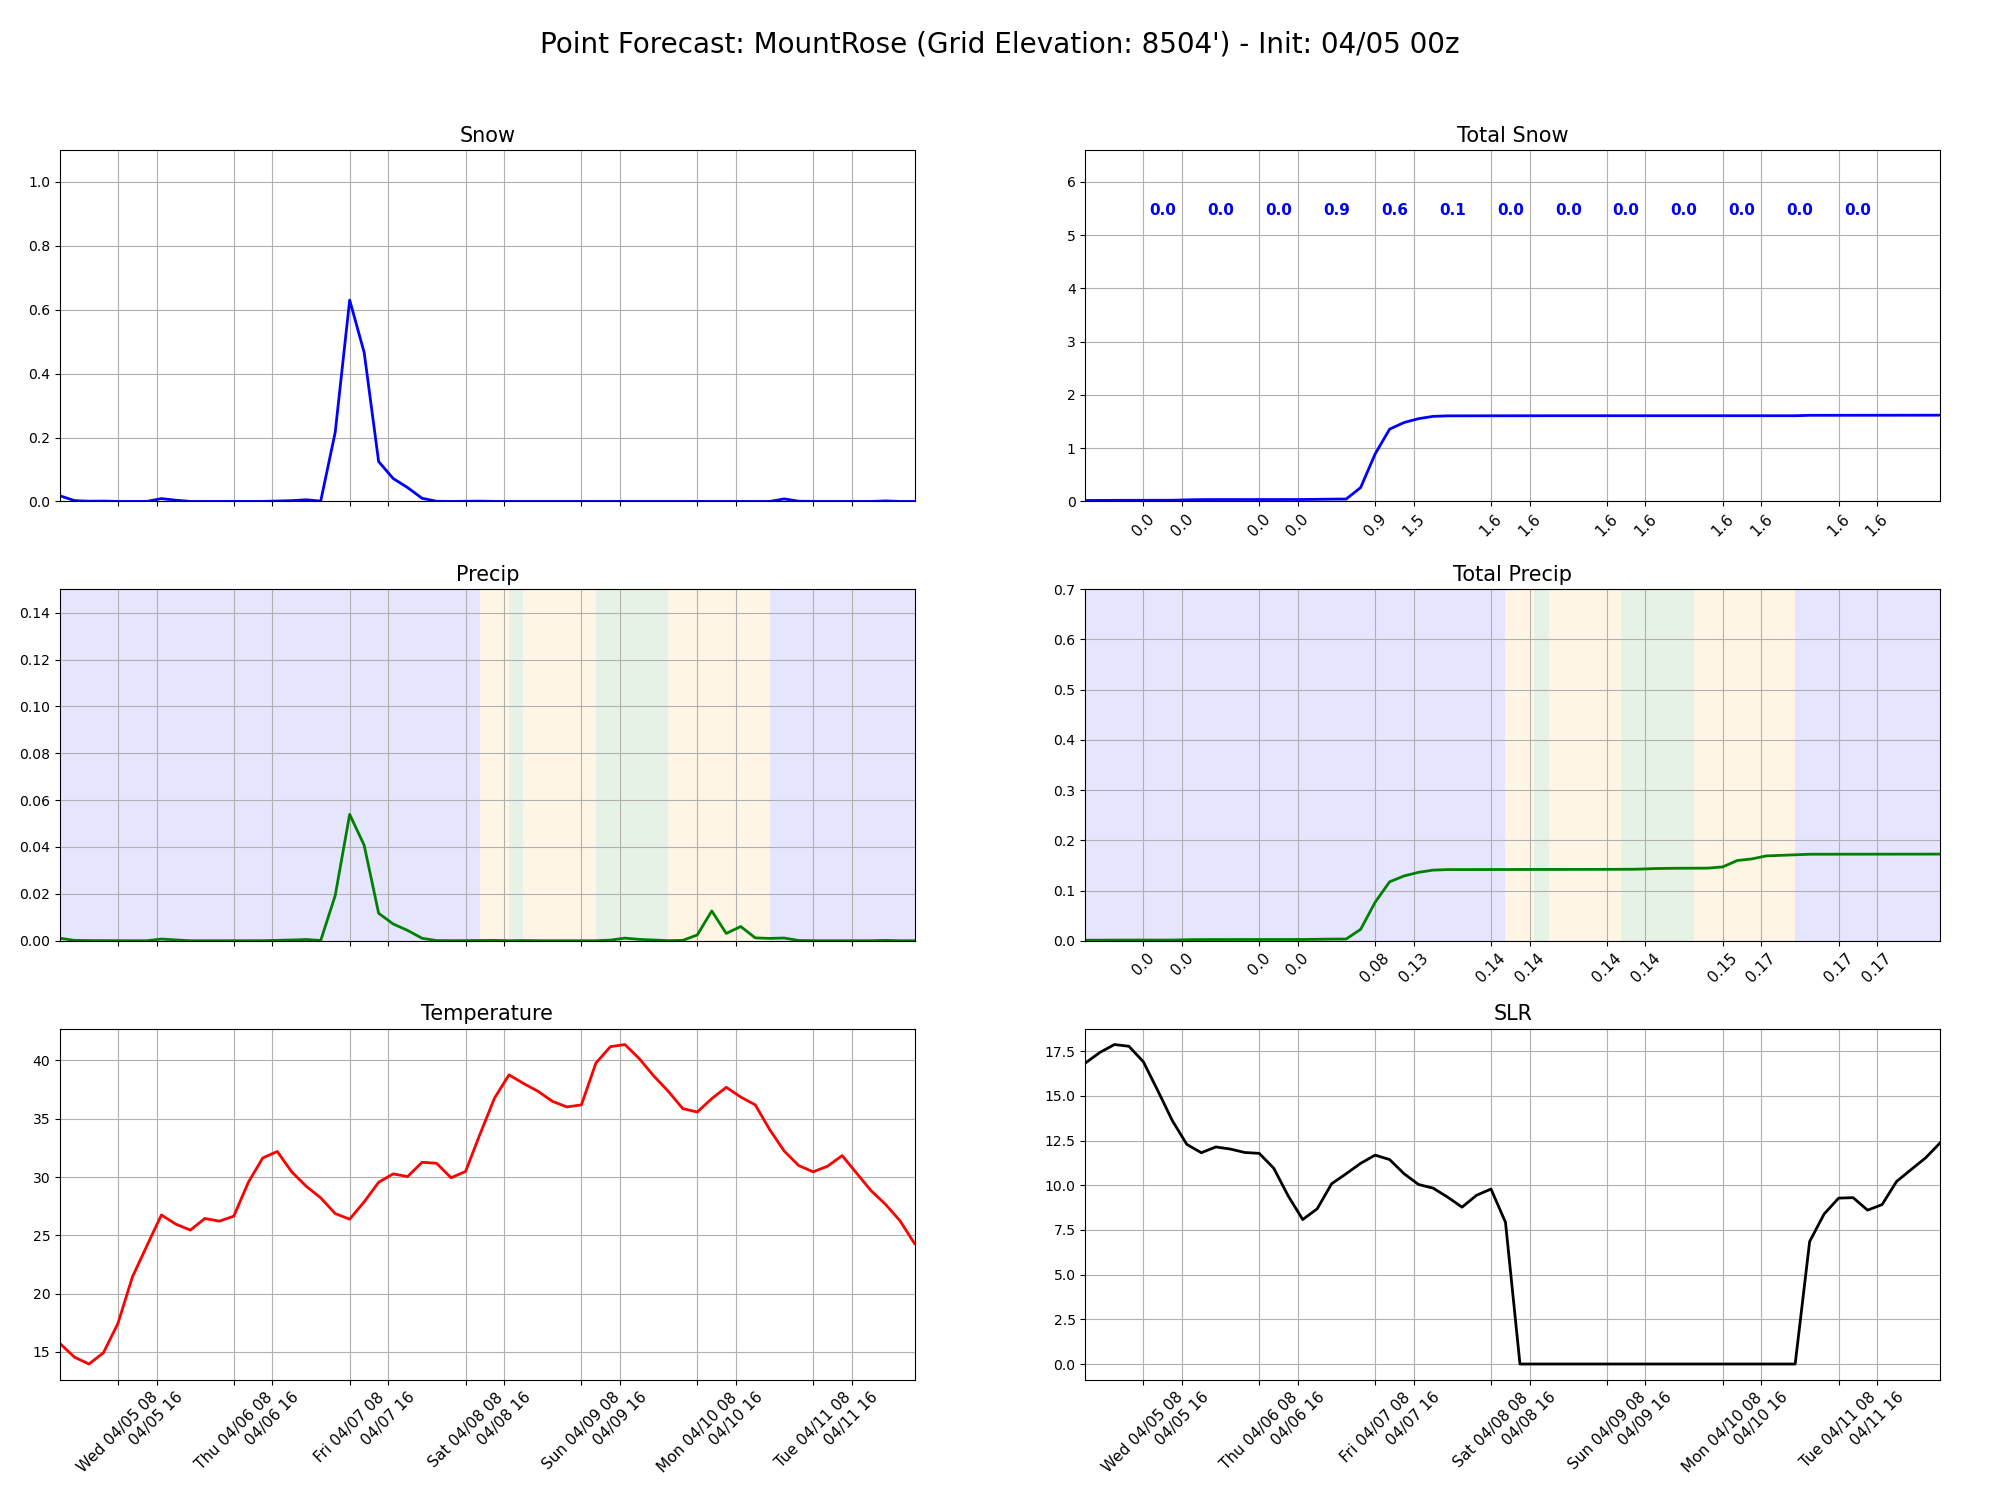 Point Forecast: MountRose (Grid Elevation: 8504') - Init: 04/05 00z
Snow
1.0
0.8
0.6
0.4
0.2
0.0
Total Snow
6
5
4
3
2
1
0
0.0 0.0 0.0 0.9 0.6 0.1 0.0 0.0 0.0 0.0 0.0 0.0 0.0
0.0 0.0 0.0 0.0 0.9 1.5 1.6 1.6 1.6 1.6 1.6 1.6 1.6 1.6
Precip
0.14
0.12
0.10
0.08
0.06
0.04
0.02
0.00
Total Precip
0.7
0.6
0.5
0.4
0.3
0.2
0.1
0.0
0.0 0.0 0.0 0.0 0.08 0.13 0.14 0.14 0.14 0.14 0.15 0.17 0.17 0.17
Temperature
40
35
30
25
20
15
Wed 04/05 08
04/05 16
Thu 04/06 08
04/06 16
Fri 04/07 08
04/07 16
Sat 04/08 08
04/08 16
Sun 04/09 08
04/09 16
Mon 04/10 08
04/10 16
Tue 04/11 08
04/11 16
SLR
17.5
15.0
12.5
10.0
7.5
5.0
2.5
0.0
Wed 04/05 08
04/05 16
Thu 04/06 08
04/06 16
Fri 04/07 08
04/07 16
Sat 04/08 08
04/08 16
Sun 04/09 08
04/09 16
Mon 04/10 08
04/10 16
Tue 04/11 08
04/11 16